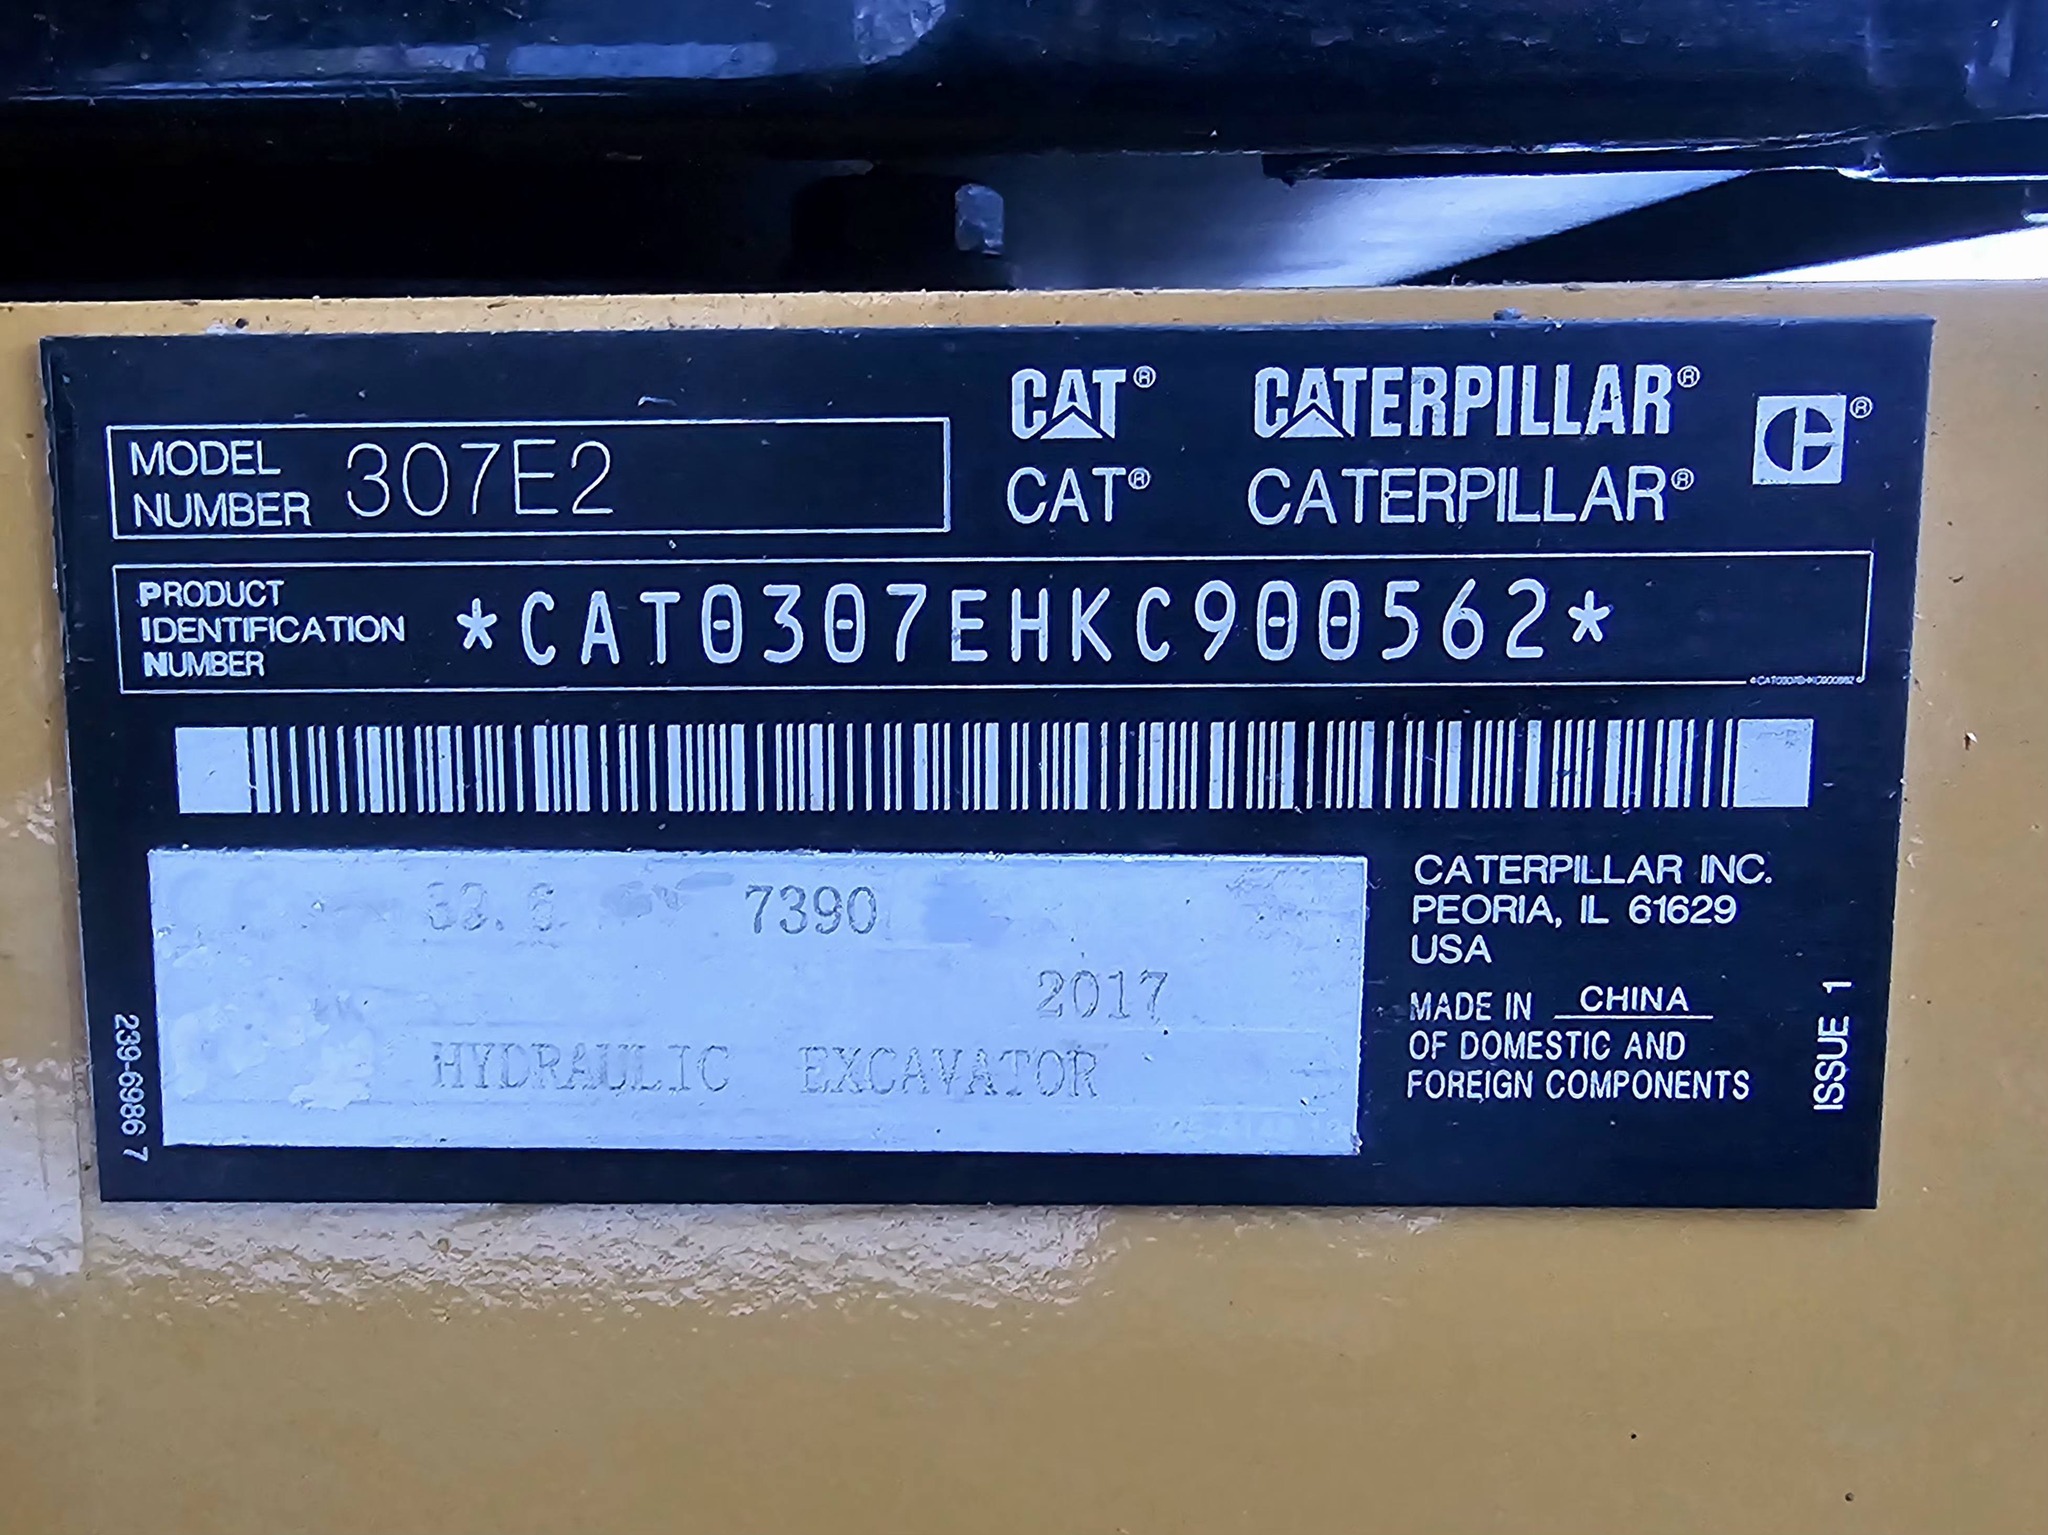 CAT® CATERPILLAR® ®
MODEL
NUMBER 307E2
CAT® CATERPILLAR®
PRODUCT
IDENTIFICATION
NUMBER
*CAT0307EHKC900562*
7390
2017
HYDRAULIC EXCAVATOR
CATERPILLAR INC.
PEORIA, IL 61629
USA
MADE IN CHINA
OF DOMESTIC AND
FOREIGN COMPONENTS
ISSUE 1
239-6986 7